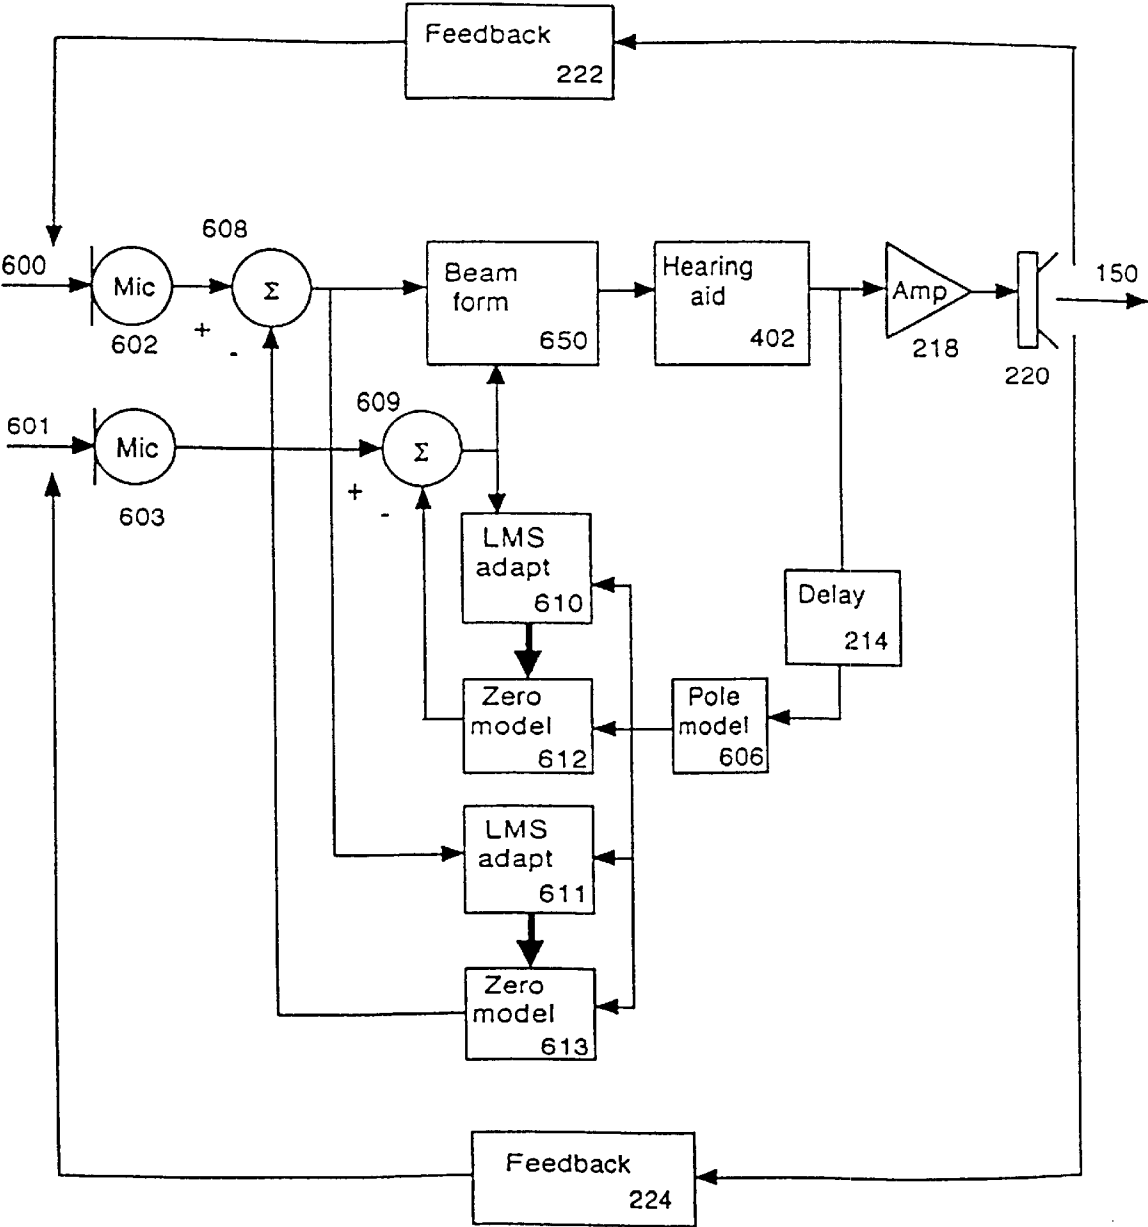 Feedback
222
608
600
Mic
Σ
+
-
602
Beam
form
650
Hearing
aid
402
Amp
218
220
150
601
Mic
603
609
Σ
+
-
LMS
adapt
610
Delay
214
Zero
model
612
Pole
model
606
LMS
adapt
611
Zero
model
613
Feedback
224